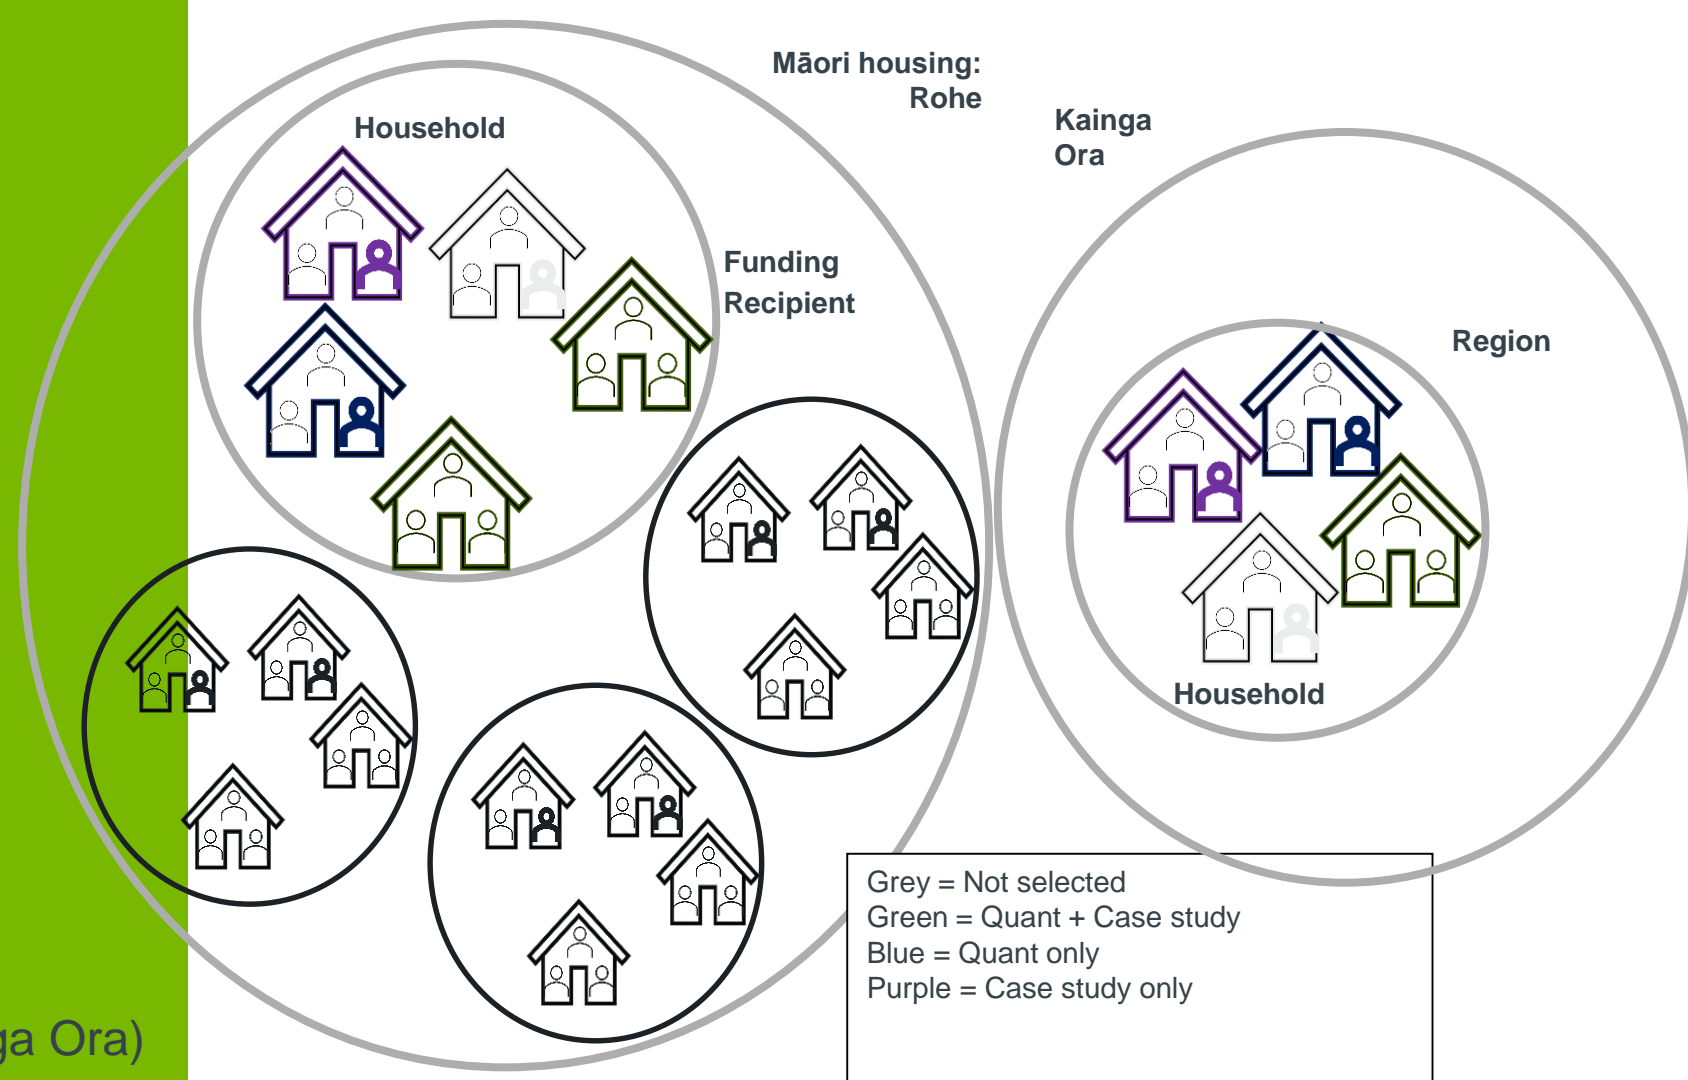 Māori housing:
Rohe
Kainga
Ora
Household
Funding
Recipient
Region
Household
Grey = Not selected
Green = Quant + Case study
Blue = Quant only
Purple = Case study only
ga Ora)